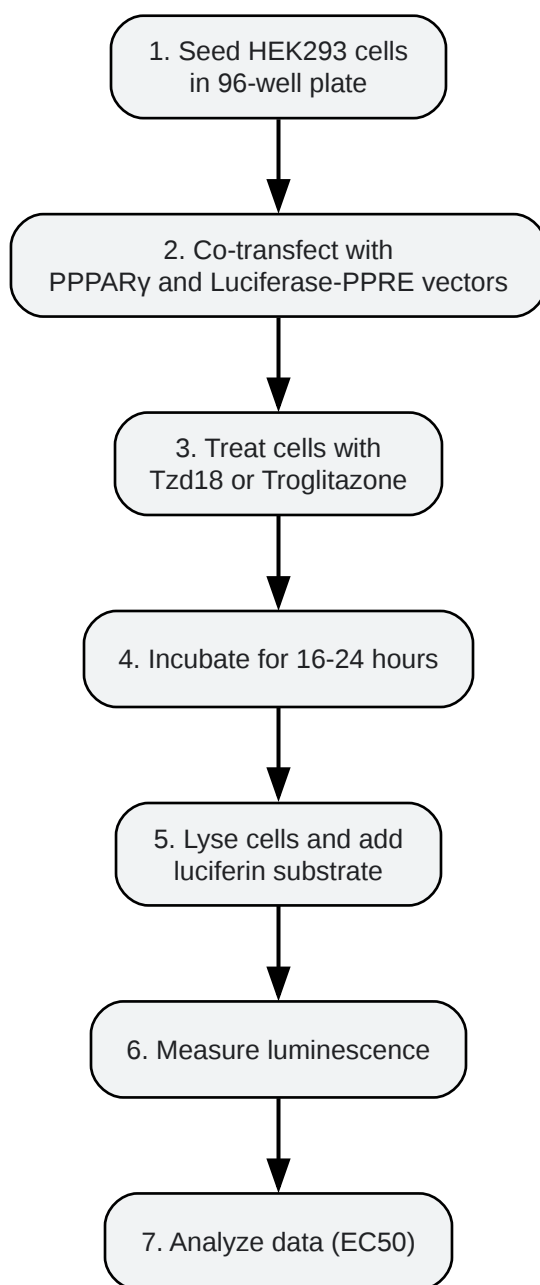 1. Seed HEK293 cells
in 96-well plate
2. Co-transfect with
PPPARγ and Luciferase-PPRE vectors
3. Treat cells with
Tzd18 or Troglitazone
4. Incubate for 16-24 hours
5. Lyse cells and add
luciferin substrate
6. Measure luminescence
7. Analyze data (EC50)